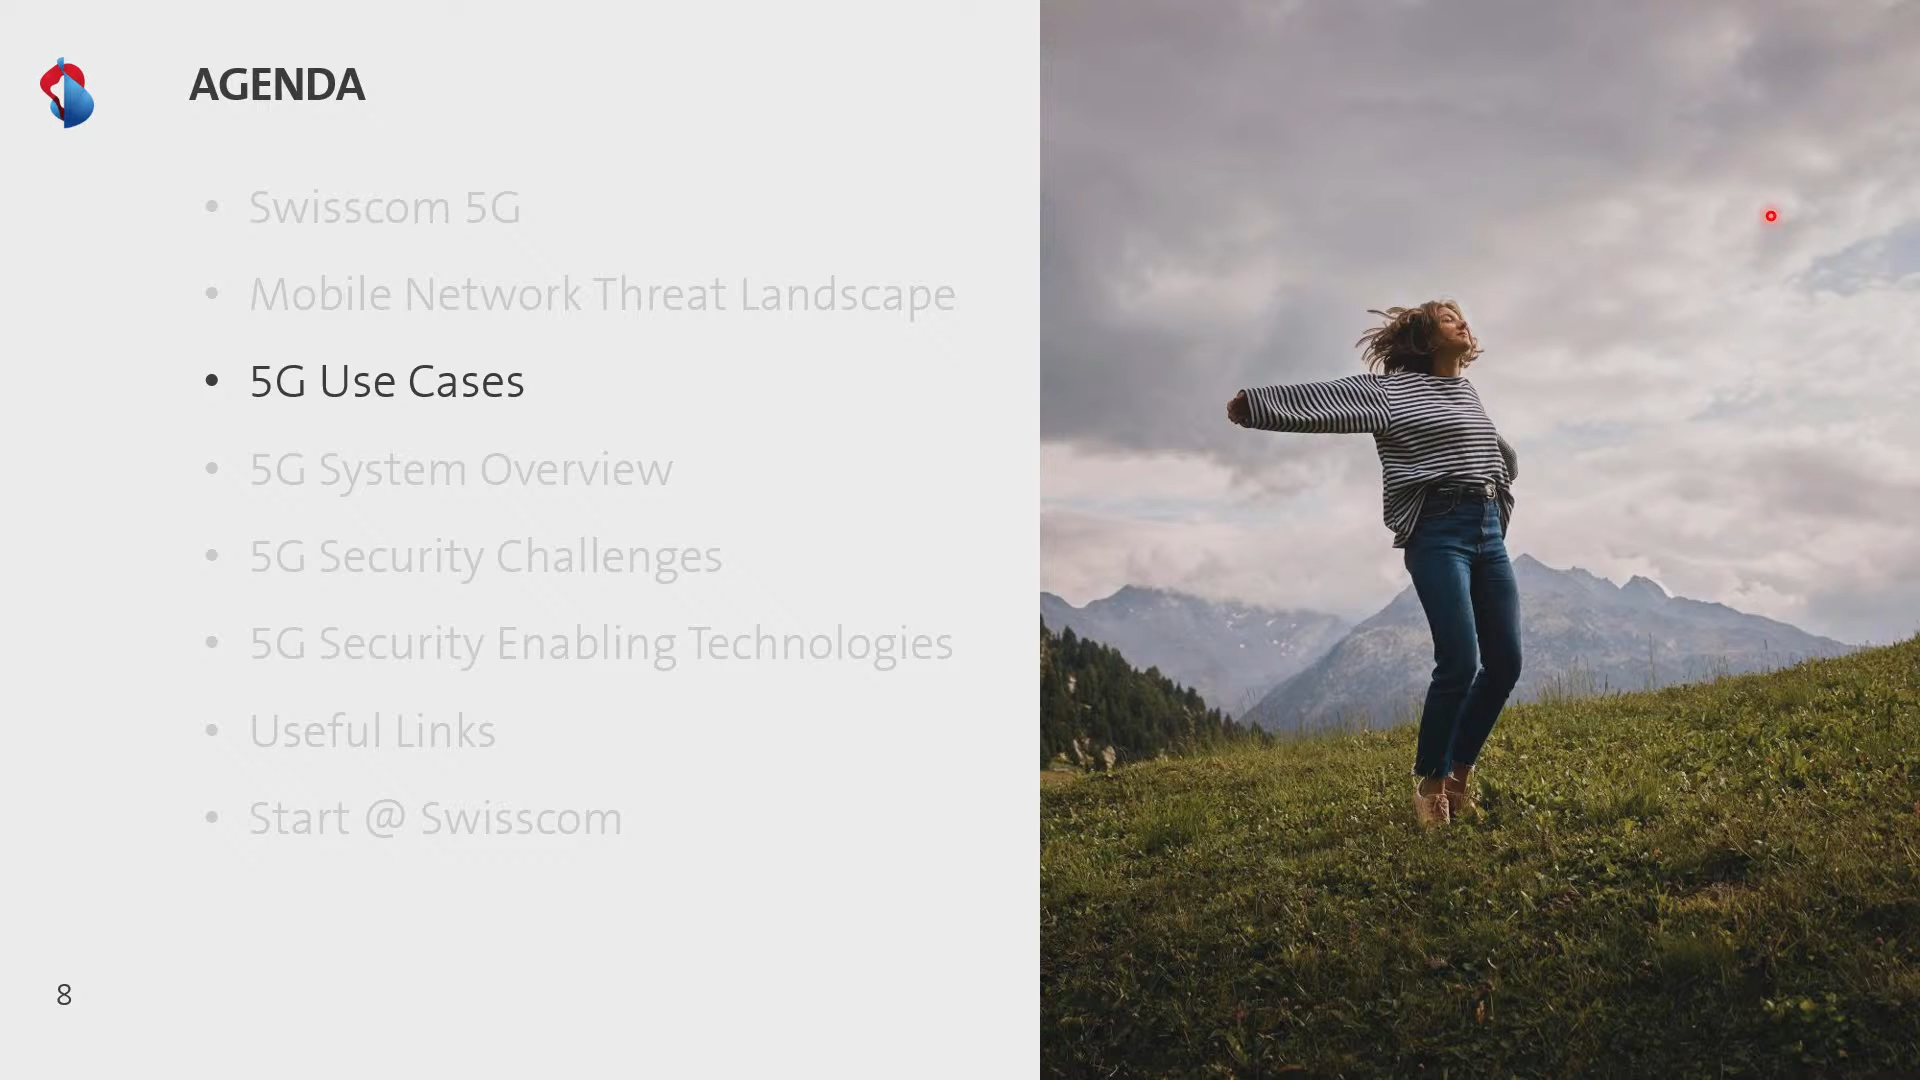 AGENDA
• Swisscom 5G
• Mobile Network Threat Landscape
• 5G Use Cases
• 5G System Overview
• 5G Security Challenges
• 5G Security Enabling Technologies
• Useful Links
• Start @ Swisscom
8